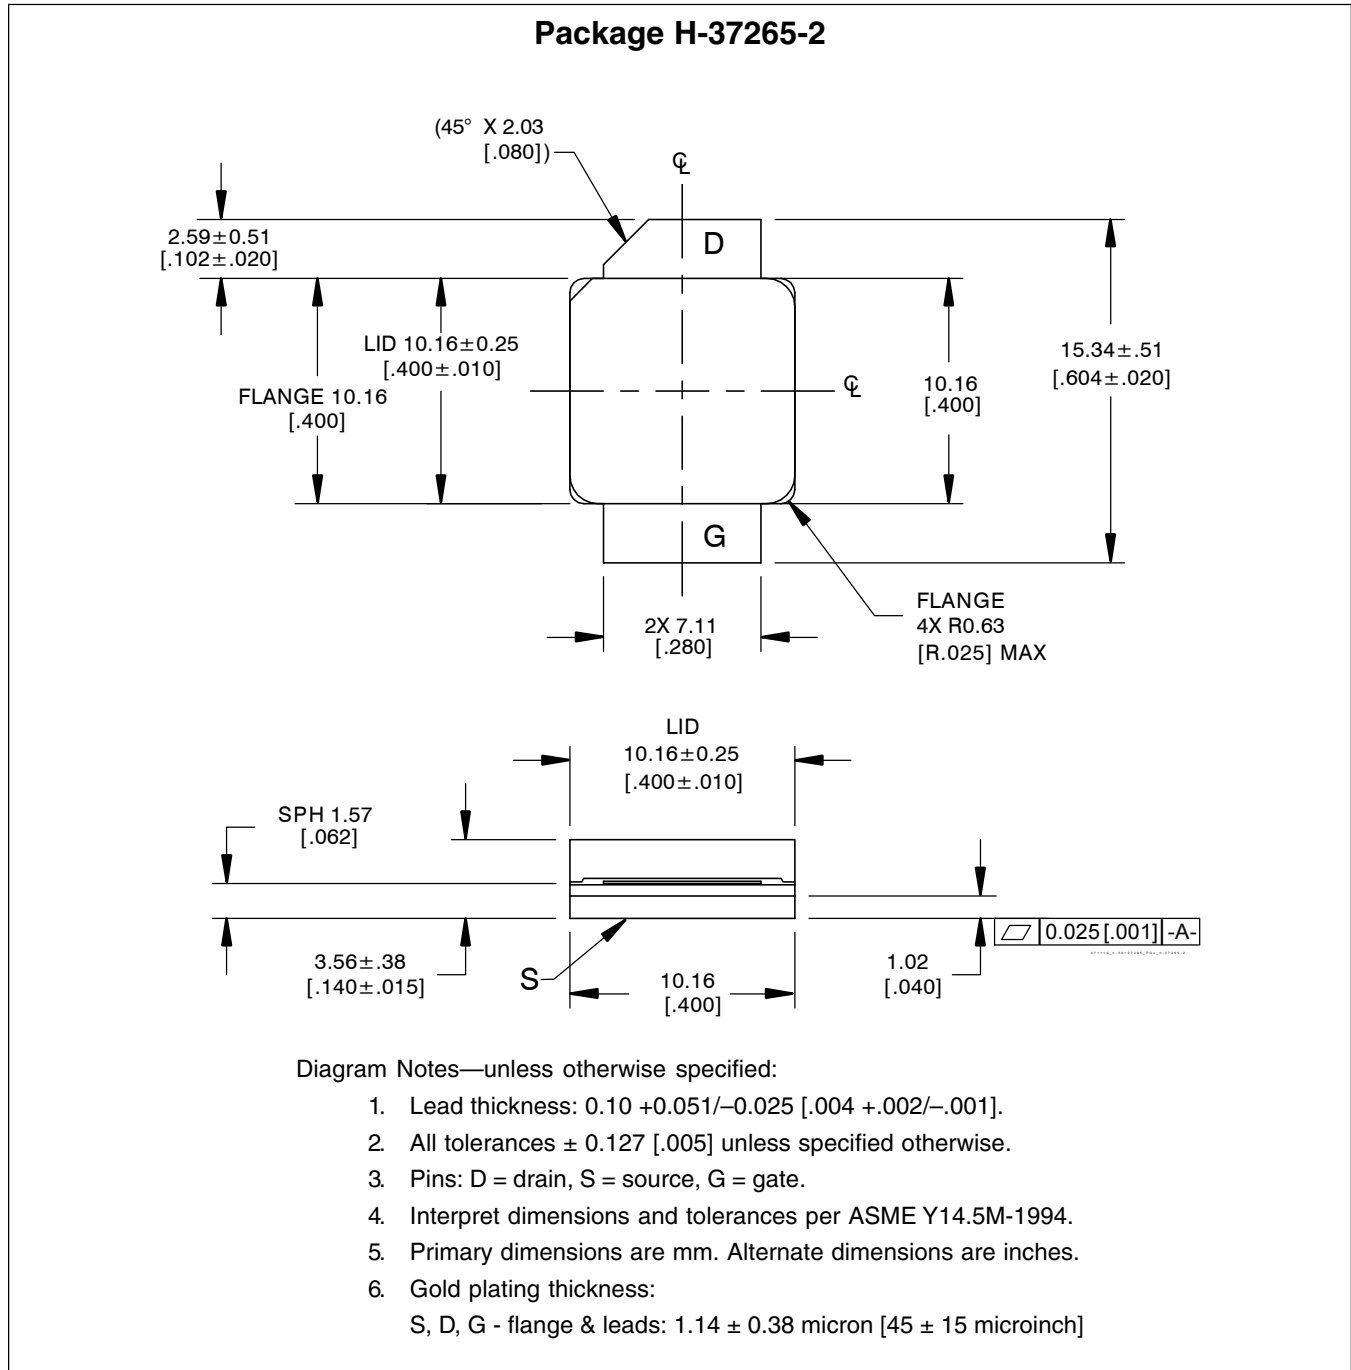 Package H-37265-2
(45° X 2.03
[.080])
℄
2.59±0.51
[.102±.020]
D
LID 10.16±0.25
[.400±.010]
FLANGE 10.16
[.400]
℄
10.16
[.400]
15.34±.51
[.604±.020]
G
2X 7.11
[.280]
FLANGE
4X R0.63
[R.025] MAX
LID
10.16±0.25
[.400±.010]
SPH 1.57
[.062]
3.56±.38
[.140±.015]
S
10.16
[.400]
1.02
[.040]
0.025 [.001] -A-
Diagram Notes—unless otherwise specified:
1. Lead thickness: 0.10 +0.051/–0.025 [.004 +.002/–.001].
2. All tolerances ± 0.127 [.005] unless specified otherwise.
3. Pins: D = drain, S = source, G = gate.
4. Interpret dimensions and tolerances per ASME Y14.5M-1994.
5. Primary dimensions are mm. Alternate dimensions are inches.
6. Gold plating thickness:
S, D, G - flange & leads: 1.14 ± 0.38 micron [45 ± 15 microinch]